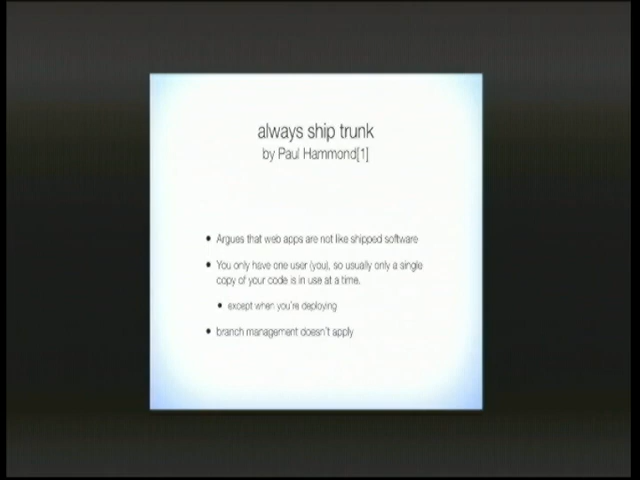 always ship trunk
by Paul Hammond[1]
• Argues that web apps are not like shipped software
• You only have one user (you), so usually only a single
copy of your code is in use at a time.
• except when you're deploying
• branch management doesn't apply